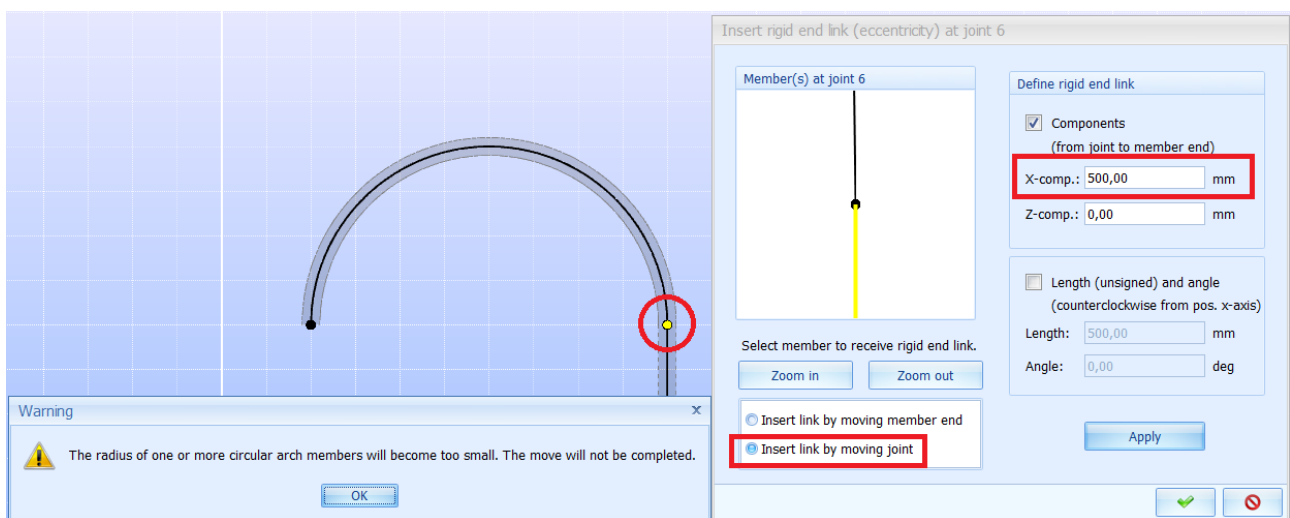 Insert rigid end link (eccentricity) at joint 6
Member(s) at joint 6
Select member to receive rigid end link.
Zoom in
Zoom out
Insert link by moving member end
Insert link by moving joint
Define rigid end link
Components
(from joint to member end)
X-comp.: 500,00 mm
Z-comp.: 0,00 mm
Length (unsigned) and angle
(counterclockwise from pos. x-axis)
Length: 500,00 mm
Angle: 0,00 deg
Apply
Warning
x
The radius of one or more circular arch members will become too small. The move will not be completed.
OK